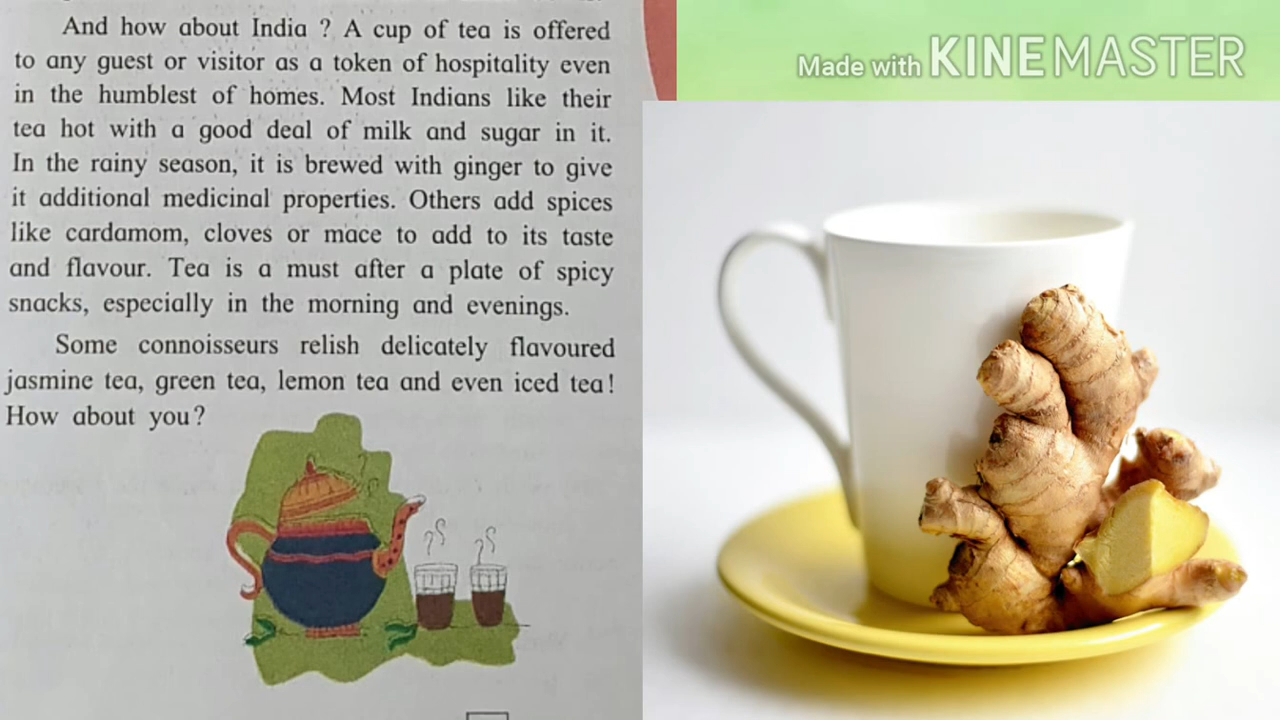 And how about India ? A cup of tea is offered
to any guest or visitor as a token of hospitality even
in the humblest of homes. Most Indians like their
tea hot with a good deal of milk and sugar in it.
In the rainy season, it is brewed with ginger to give
it additional medicinal properties. Others add spices
like cardamom, cloves or mace to add to its taste
and flavour. Tea is a must after a plate of spicy
snacks, especially in the morning and evenings.
Some connoisseurs relish delicately flavoured
jasmine tea, green tea, lemon tea and even iced tea!
How about you?
Made with KINEMASTER